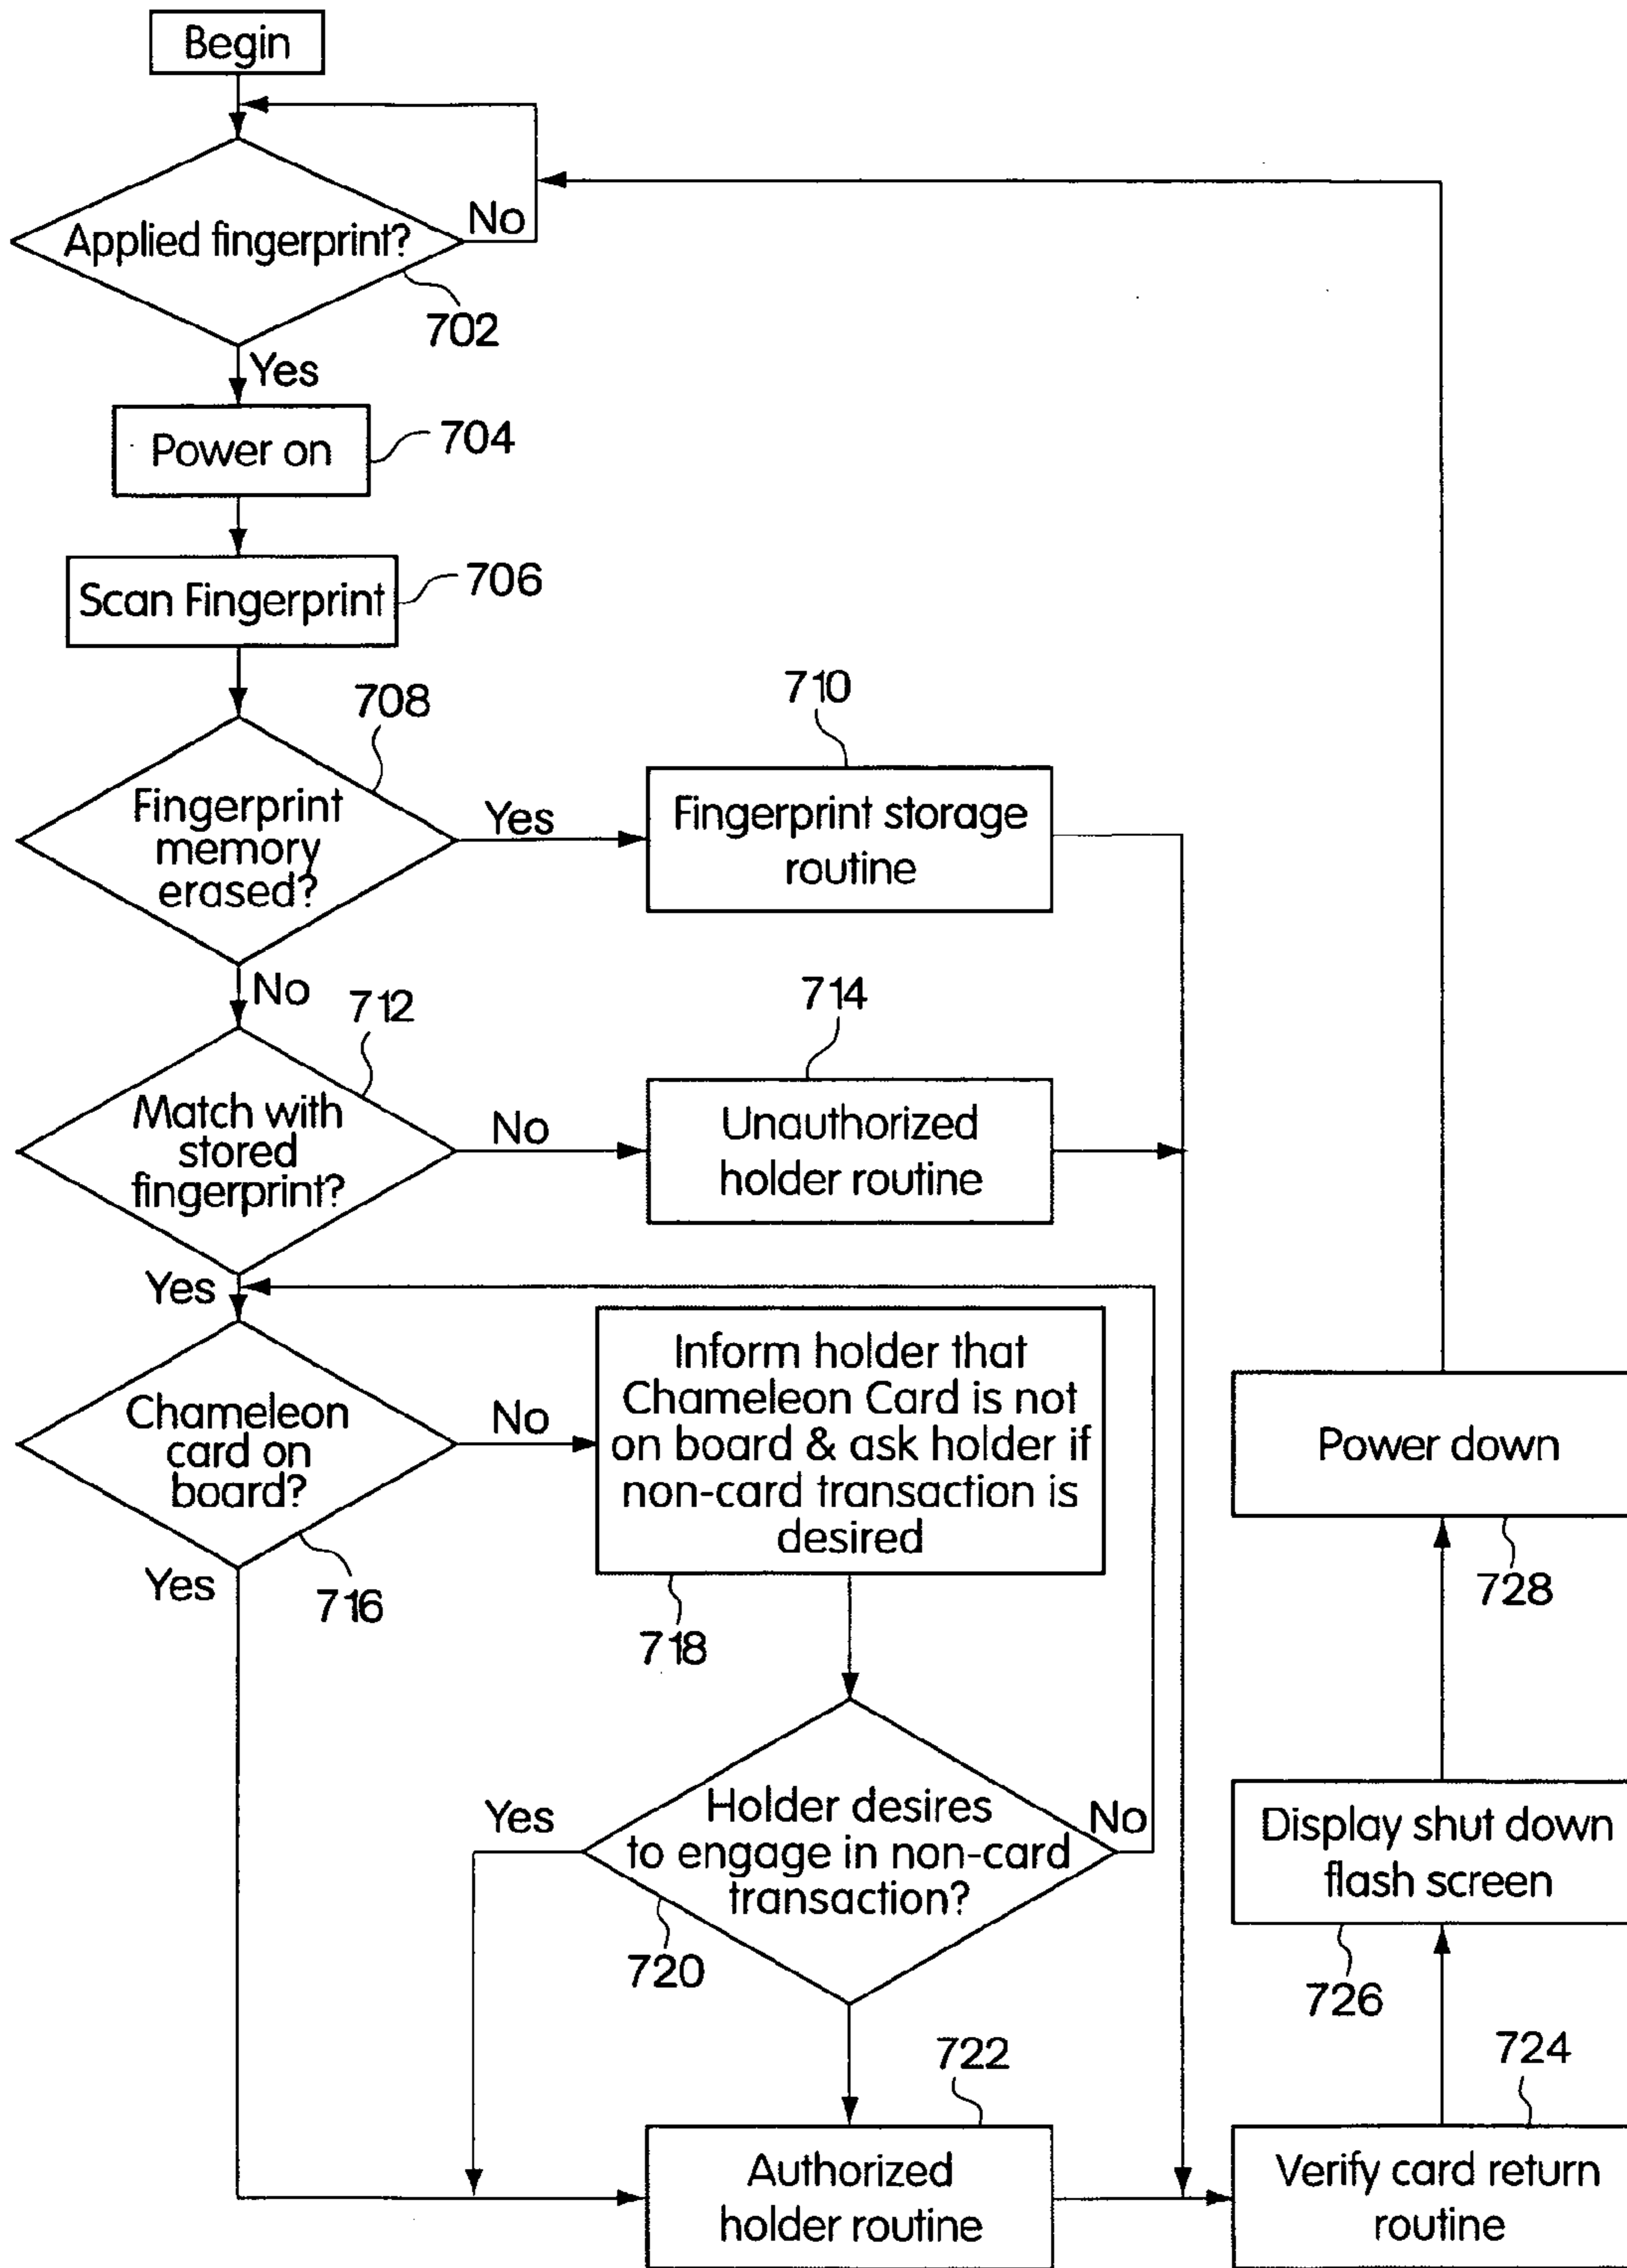 Begin
Applied fingerprint?
No
702
Yes
Power on
704
Scan Fingerprint
706
708
Fingerprint
memory
erased?
Yes
710
Fingerprint storage
routine
No
712
Match with
stored
fingerprint?
No
714
Unauthorized
holder routine
Yes
Chameleon
card on
board?
No
716
Yes
Inform holder that
Chameleon Card is not
on board & ask holder if
non-card transaction is
desired
718
Holder desires
to engage in non-card
transaction?
Yes
No
720
722
Authorized
holder routine
724
Verify card return
routine
Display shut down
flash screen
726
Power down
728